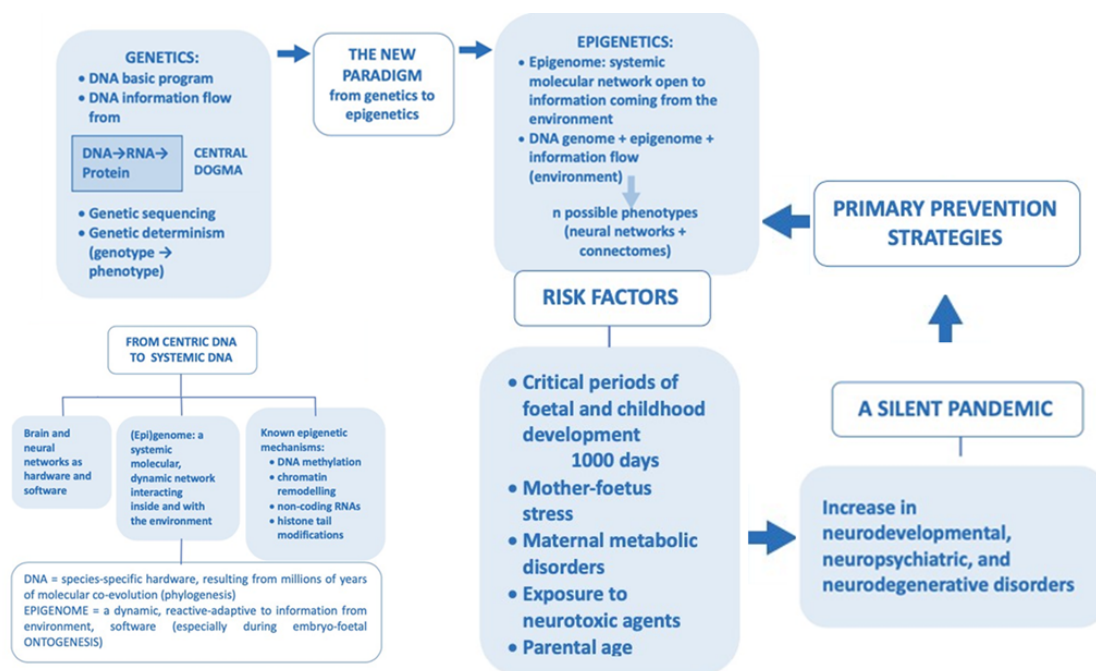 GENETICS:
• DNA basic program
• DNA information flow
from
DNA→RNA→
Protein
CENTRAL
DOGMA
• Genetic sequencing
• Genetic determinism
(genotype →
phenotype)
THE NEW
PARADIGM
from genetics to
epigenetics
EPIGENETICS:
• Epigenome: systemic
molecular network open to
information coming from the
environment
• DNA genome + epigenome +
information flow
(environment)
n possible phenotypes
(neural networks +
connectomes)
PRIMARY PREVENTION
STRATEGIES
RISK FACTORS
• Critical periods of
foetal and childhood
development
1000 days
• Mother-foetus
stress
• Maternal metabolic
disorders
• Exposure to
neurotoxic agents
• Parental age
A SILENT PANDEMIC
Increase in
neurodevelopmental,
neuropsychiatric, and
neurodegenerative disorders
FROM CENTRIC DNA
TO SYSTEMIC DNA
Brain and
neural
networks as
hardware and
software
(Epi)genome: a
systemic
molecular,
dynamic network
interacting
inside and with
the environment
Known epigenetic
mechanisms:
• DNA methylation
• chromatin
remodelling
• non-coding RNAs
• histone tail
modifications
DNA = species-specific hardware, resulting from millions of years
of molecular co-evolution (phylogenesis)
EPIGENOME = a dynamic, reactive-adaptive to information from
environment, software (especially during embryo-foetal
ONTOGENESIS)